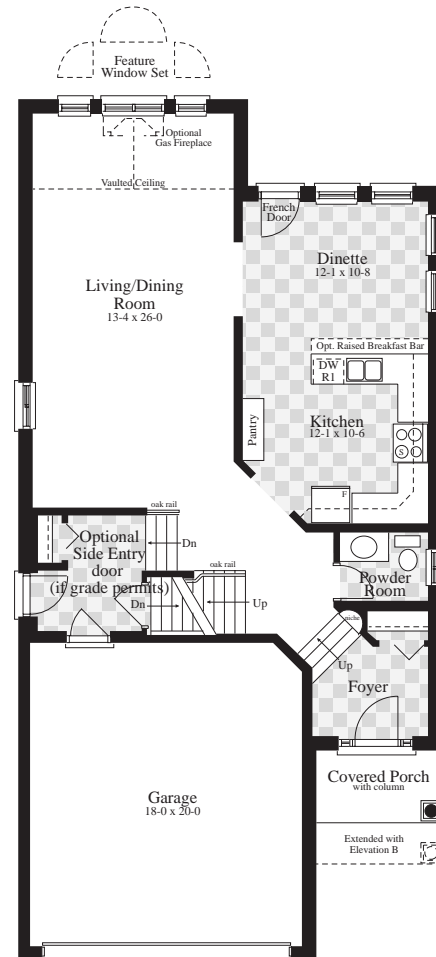 Feature
Window Set
Optional
Gas Fireplace
Vaulted Ceiling
French
Door
Dinette
12-1 x 10-8
Living/Dining
Room
13-4 x 26-0
Opt. Raised Breakfast Bar
DW
R1
Pantry
Kitchen
12-1 x 10-6
S
F
oak rail
Optional
Side Entry
door
(if grade permits)
Dn
oak rail
Dn
Up
Powder
Room
niche
Up
Foyer
Garage
18-0 x 20-0
Covered Porch
with column
Extended with
Elevation B